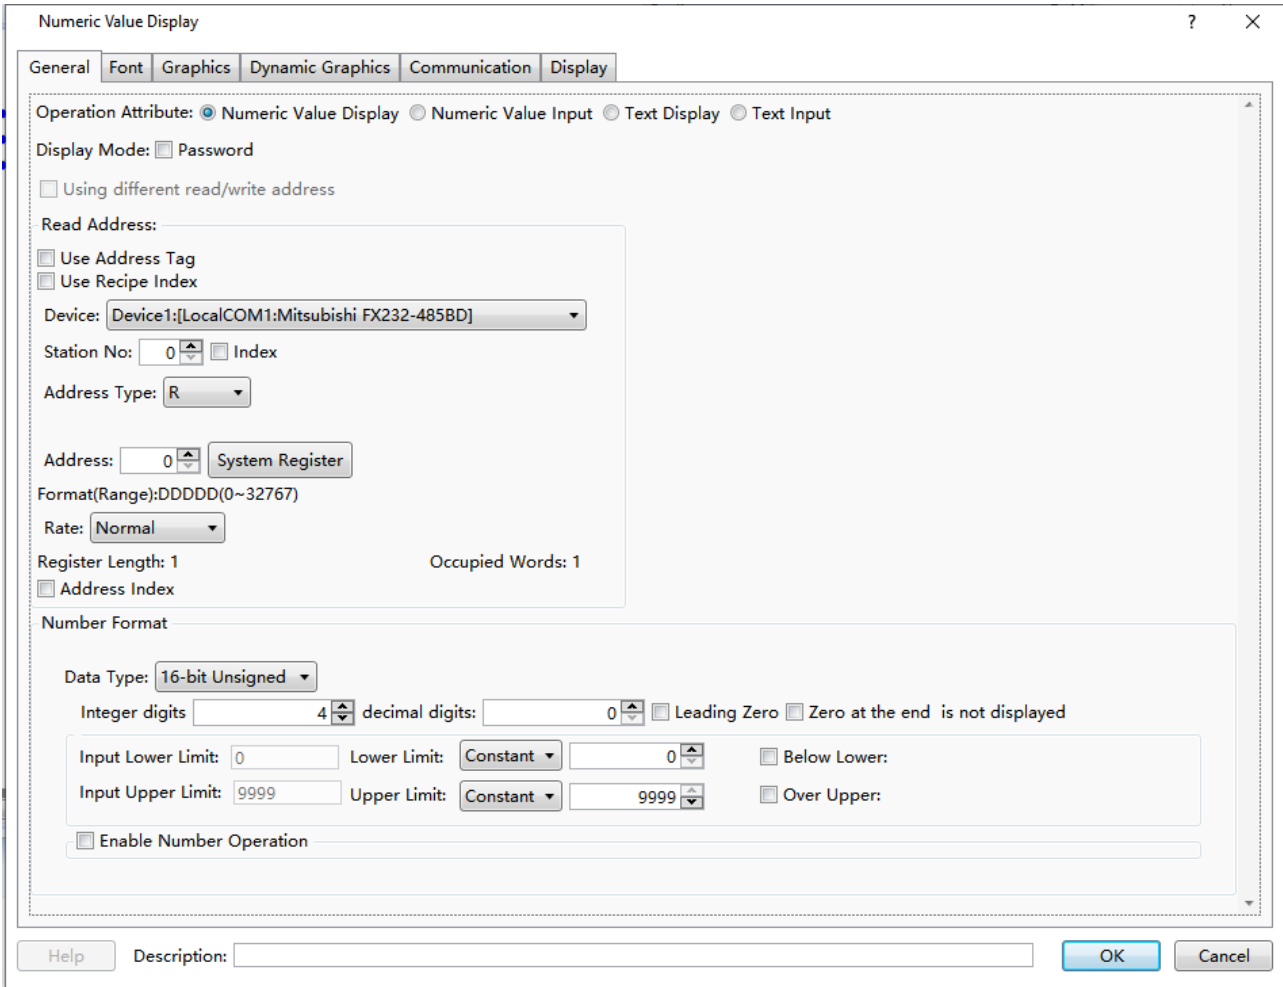 Numeric Value Display ?
General Font Graphics Dynamic Graphics Communication Display
Operation Attribute: Numeric Value Display Numeric Value Input Text Display Text Input
Display Mode: Password
Using different read/write address
Read Address:
Use Address Tag
Use Recipe Index
Device: Device1:[LocalCOM1:Mitsubishi FX232-485BD]
Station No: 0 Index
Address Type: R
Address: 0 System Register
Format(Range):DDDDD(0~32767)
Rate: Normal
Register Length: 1 Occupied Words: 1
Address Index
Number Format
Data Type: 16-bit Unsigned
Integer digits 4 decimal digits: 0 Leading Zero Zero at the end is not displayed
Input Lower Limit: 0 Lower Limit: Constant 0 Below Lower:
Input Upper Limit: 9999 Upper Limit: Constant 9999 Over Upper:
Enable Number Operation
Help Description: OK Cancel